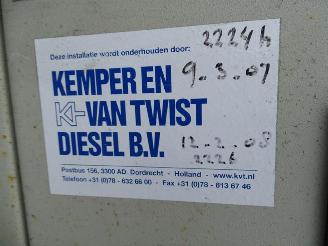 Deze installatie wordt onderhouden door:
2224h
KEMPER EN
9-3-07
VAN TWIST
DIESEL B.V.
12-2-08
2226
Postbus 156, 3300 AD Dordrecht - Holland - www.kvt.nl
Telefoon +31 (0)78 - 632 66 00 - Fax +31 (0)78 - 613 67 46